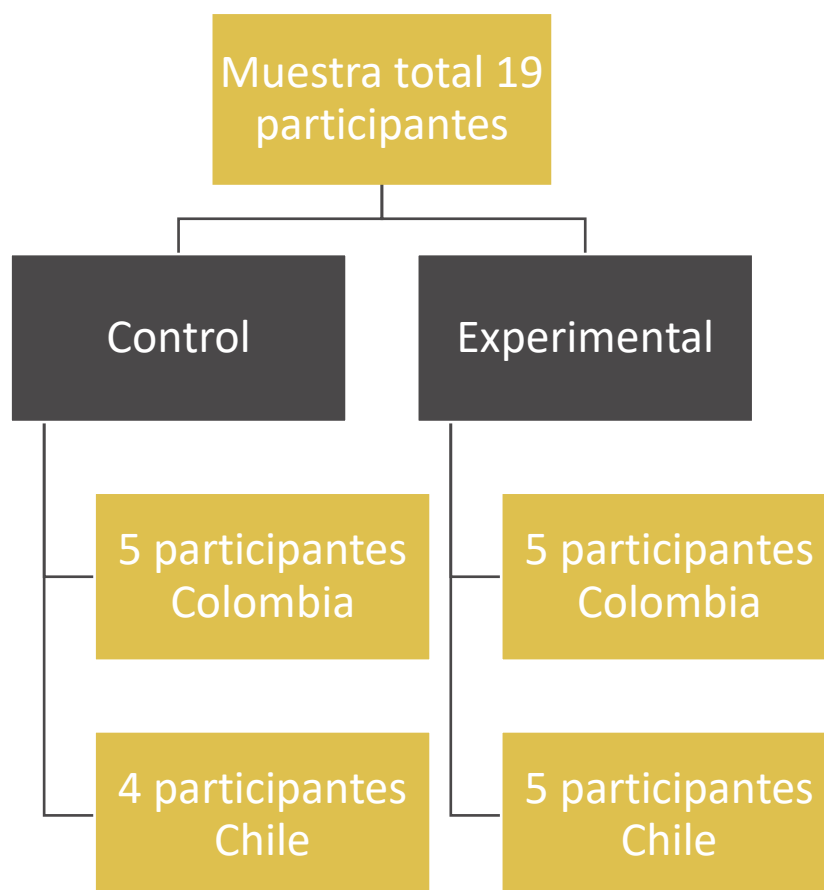 Muestra total 19
participantes
Control
Experimental
5 participantes
Colombia
5 participantes
Colombia
4 participantes
Chile
5 participantes
Chile